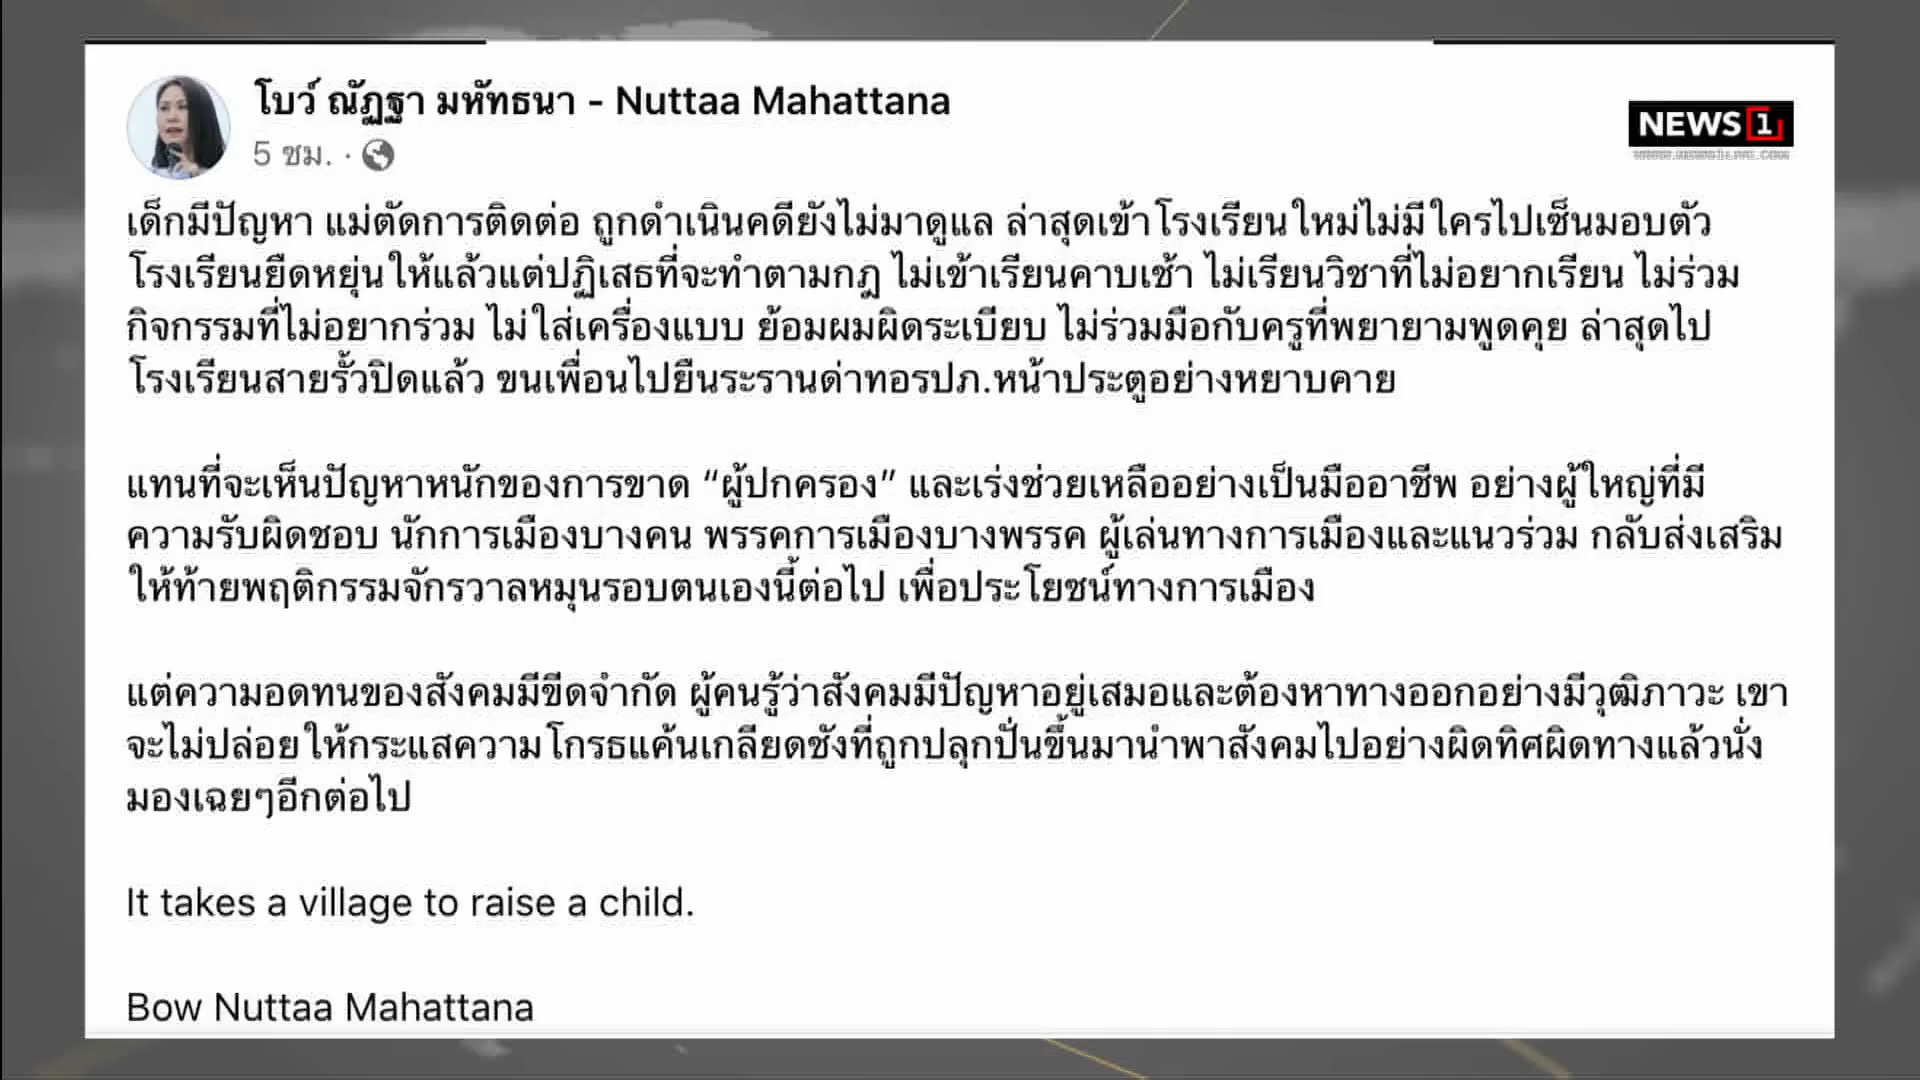 โบว์ ณัฏฐา มหัทธนา - Nuttaa Mahattana
5 ชม. ·
NEWS 1
เด็กมีปัญหา แม่ตัดการติดต่อ ถูกดำเนินคดียังไม่มาดูแล ล่าสุดเข้าโรงเรียนใหม่ไม่มีใครไปเซ็นมอบตัว
โรงเรียนยืดหยุ่นให้แล้วแต่ปฏิเสธที่จะทำตามกฎ ไม่เข้าเรียนคาบเช้า ไม่เรียนวิชาที่ไม่อยากเรียน ไม่ร่วม
กิจกรรมที่ไม่อยากร่วม ไม่ใส่เครื่องแบบ ย้อมผมผิดระเบียบ ไม่ร่วมมือกับครูที่พยายามพูดคุย ล่าสุดไป
โรงเรียนสายรั้วปิดแล้ว ขนเพื่อนไปยืนระรานด่าทอรปภ.หน้าประตูอย่างหยาบคาย
แทนที่จะเห็นปัญหาหนักของการขาด “ผู้ปกครอง” และเร่งช่วยเหลืออย่างเป็นมืออาชีพ อย่างผู้ใหญ่ที่มี
ความรับผิดชอบ นักการเมืองบางคน พรรคการเมืองบางพรรค ผู้เล่นทางการเมืองและแนวร่วม กลับส่งเสริม
ให้ท้ายพฤติกรรมจักรวาลหมุนรอบตนเองนี้ต่อไป เพื่อประโยชน์ทางการเมือง
แต่ความอดทนของสังคมมีขีดจำกัด ผู้คนรู้ว่าสังคมมีปัญหาอยู่เสมอและต้องหาทางออกอย่างมีวุฒิภาวะ เขา
จะไม่ปล่อยให้กระแสความโกรธแค้นเกลียดชังที่ถูกปลุกปั่นขึ้นมานำพาสังคมไปอย่างผิดทิศผิดทางแล้วนั่ง
มองเฉยๆอีกต่อไป
It takes a village to raise a child.
Bow Nuttaa Mahattana